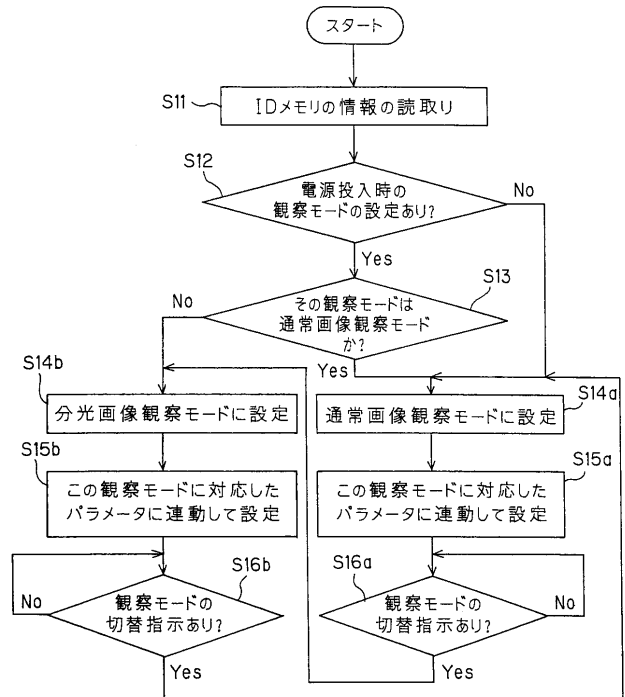 スタート
S11
IDメモリの情報の読取り
S12
電源投入時の
観察モードの設定あり?
No
Yes
S13
No
その観察モードは
通常画像観察モード
か?
Yes
S14b
分光画像観察モードに設定
S14a
通常画像観察モードに設定
S15b
この観察モードに対応した
パラメータに連動して設定
S15a
この観察モードに対応した
パラメータに連動して設定
S16b
観察モードの
切替指示あり?
No
Yes
S16a
観察モードの
切替指示あり?
No
Yes